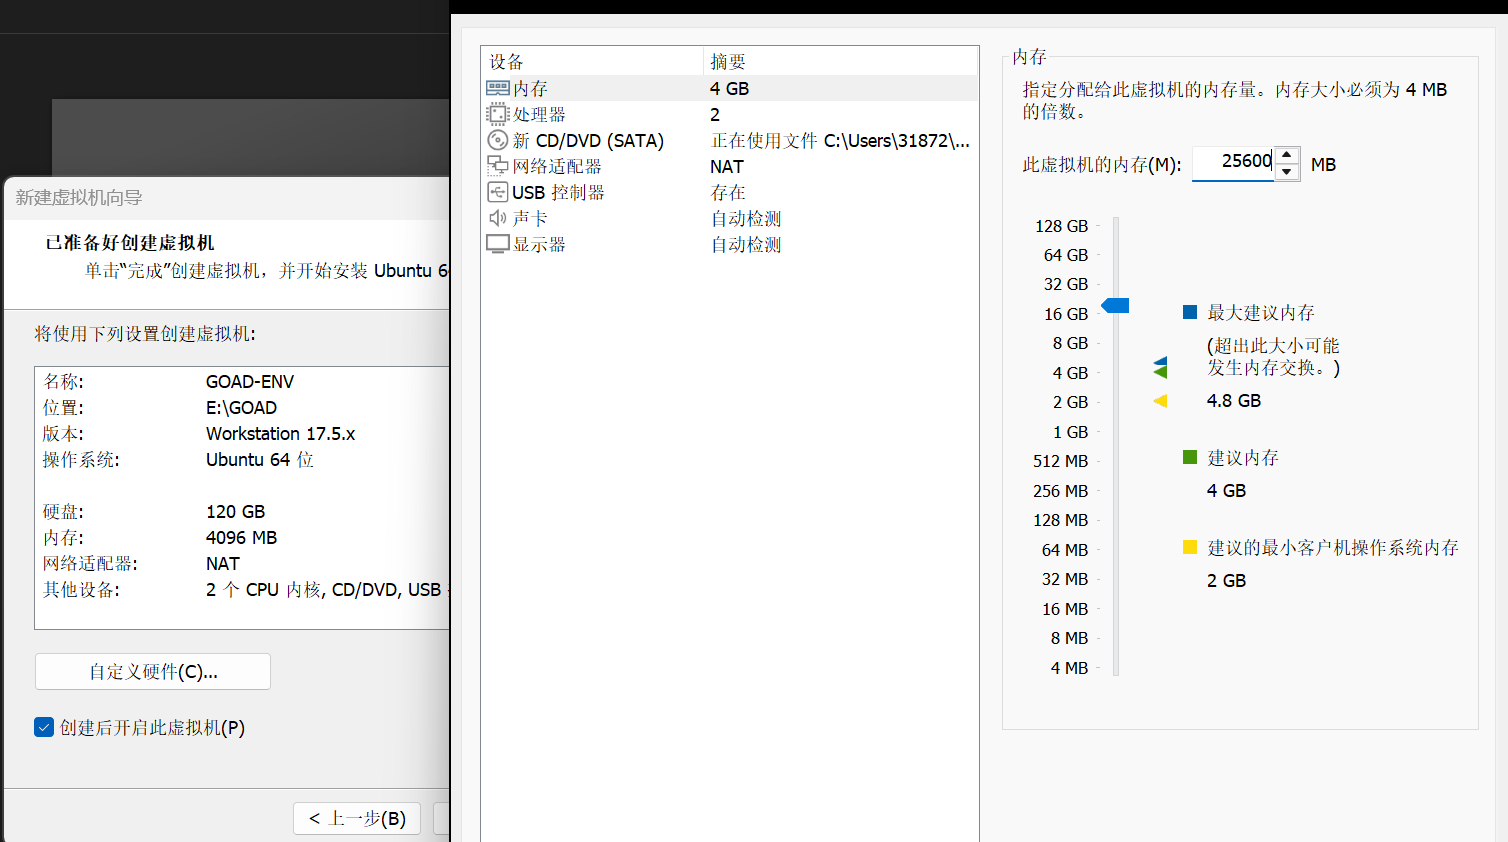 新建虚拟机向导
已准备好创建虚拟机
单击“完成”创建虚拟机，并开始安装 Ubuntu 6
将使用下列设置创建虚拟机:
名称: GOAD-ENV
位置: E:\GOAD
版本: Workstation 17.5.x
操作系统: Ubuntu 64 位
硬盘: 120 GB
内存: 4096 MB
网络适配器: NAT
其他设备: 2 个 CPU 内核, CD/DVD, USB
自定义硬件(C)...
创建后开启此虚拟机(P)
< 上一步(B)
设备 摘要
内存 4 GB
处理器 2
新 CD/DVD (SATA) 正在使用文件 C:\Users\31872\...
网络适配器 NAT
USB 控制器 存在
声卡 自动检测
显示器 自动检测
内存
指定分配给此虚拟机的内存量。内存大小必须为 4 MB
的倍数。
此虚拟机的内存(M): 25600 MB
128 GB
64 GB
32 GB
16 GB
8 GB
4 GB
2 GB
1 GB
512 MB
256 MB
128 MB
64 MB
32 MB
16 MB
8 MB
4 MB
最大建议内存
(超出此大小可能
发生内存交换。)
4.8 GB
建议内存
4 GB
建议的最小客户机操作系统内存
2 GB